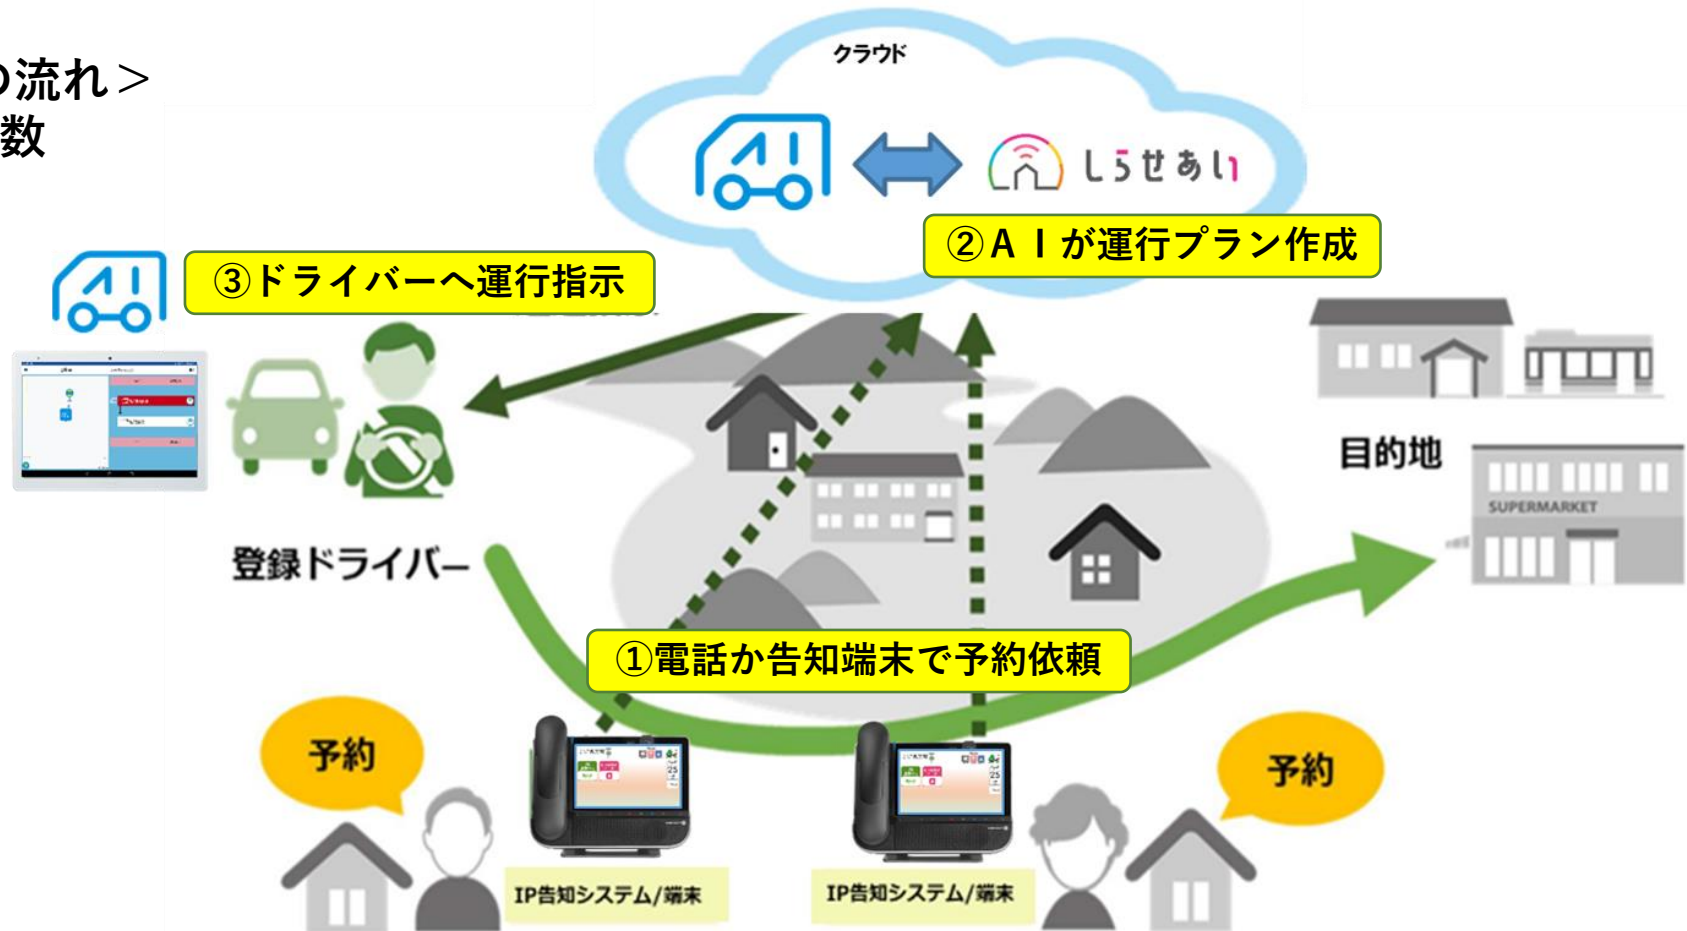 の流れ＞
数
クラウド
しらせあい
②ＡＩが運行プラン作成
③ドライバーへ運行指示
目的地
SUPERMARKET
登録ドライバー
①電話か告知端末で予約依頼
予約
予約
25
25
IP告知システム/端末
IP告知システム/端末